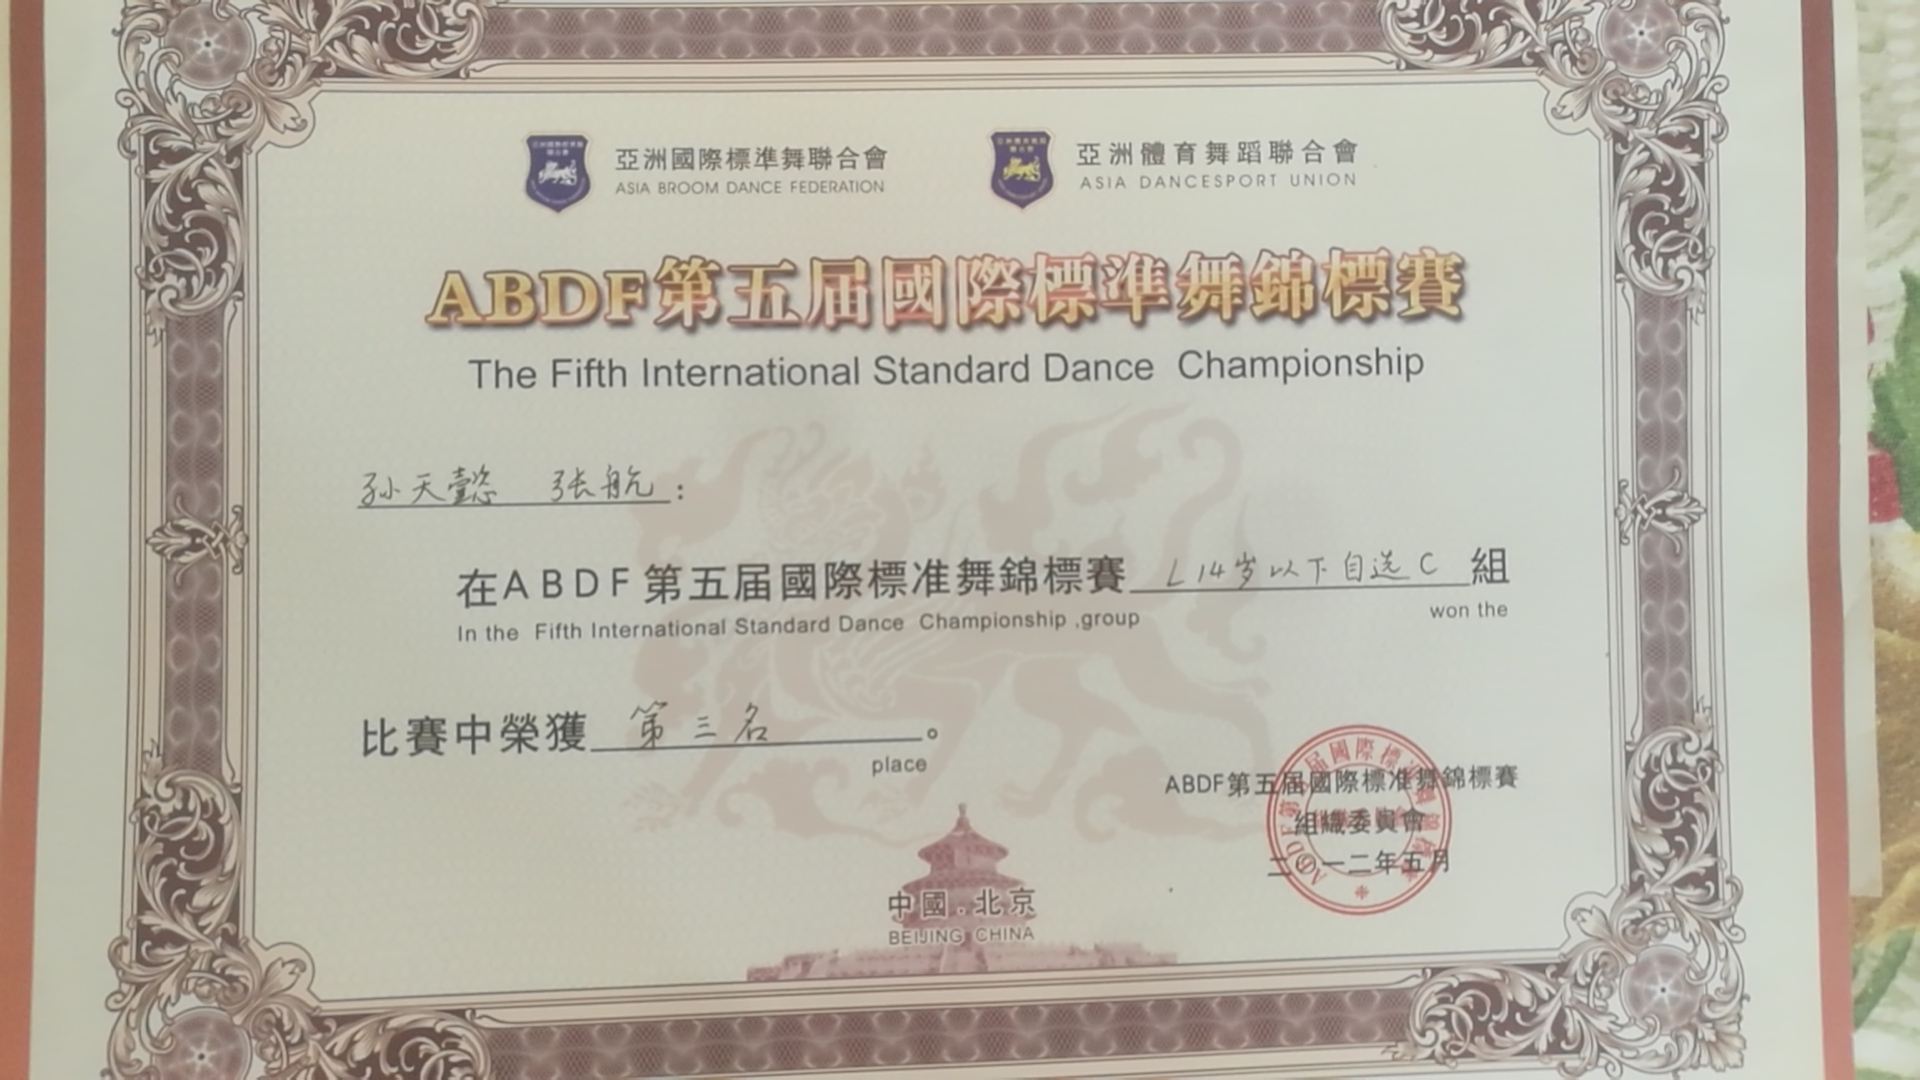 亞洲國際標準舞聯合會
ASIA BROOM DANCE FEDERATION
亞洲體育舞蹈聯合會
ASIA DANCESPORT UNION
ABDF第五届國際標準舞錦標賽
The Fifth International Standard Dance Championship
孙天懿 张航:
在ABDF第五届國際標准舞錦標賽 L14岁以下自选C 組
In the Fifth International Standard Dance Championship ,group won the
比賽中榮獲 第三名。
place
ABDF第五届國際標准舞錦標賽
組織委員會
二〇一二年五月
中國.北京
BEIJING CHINA